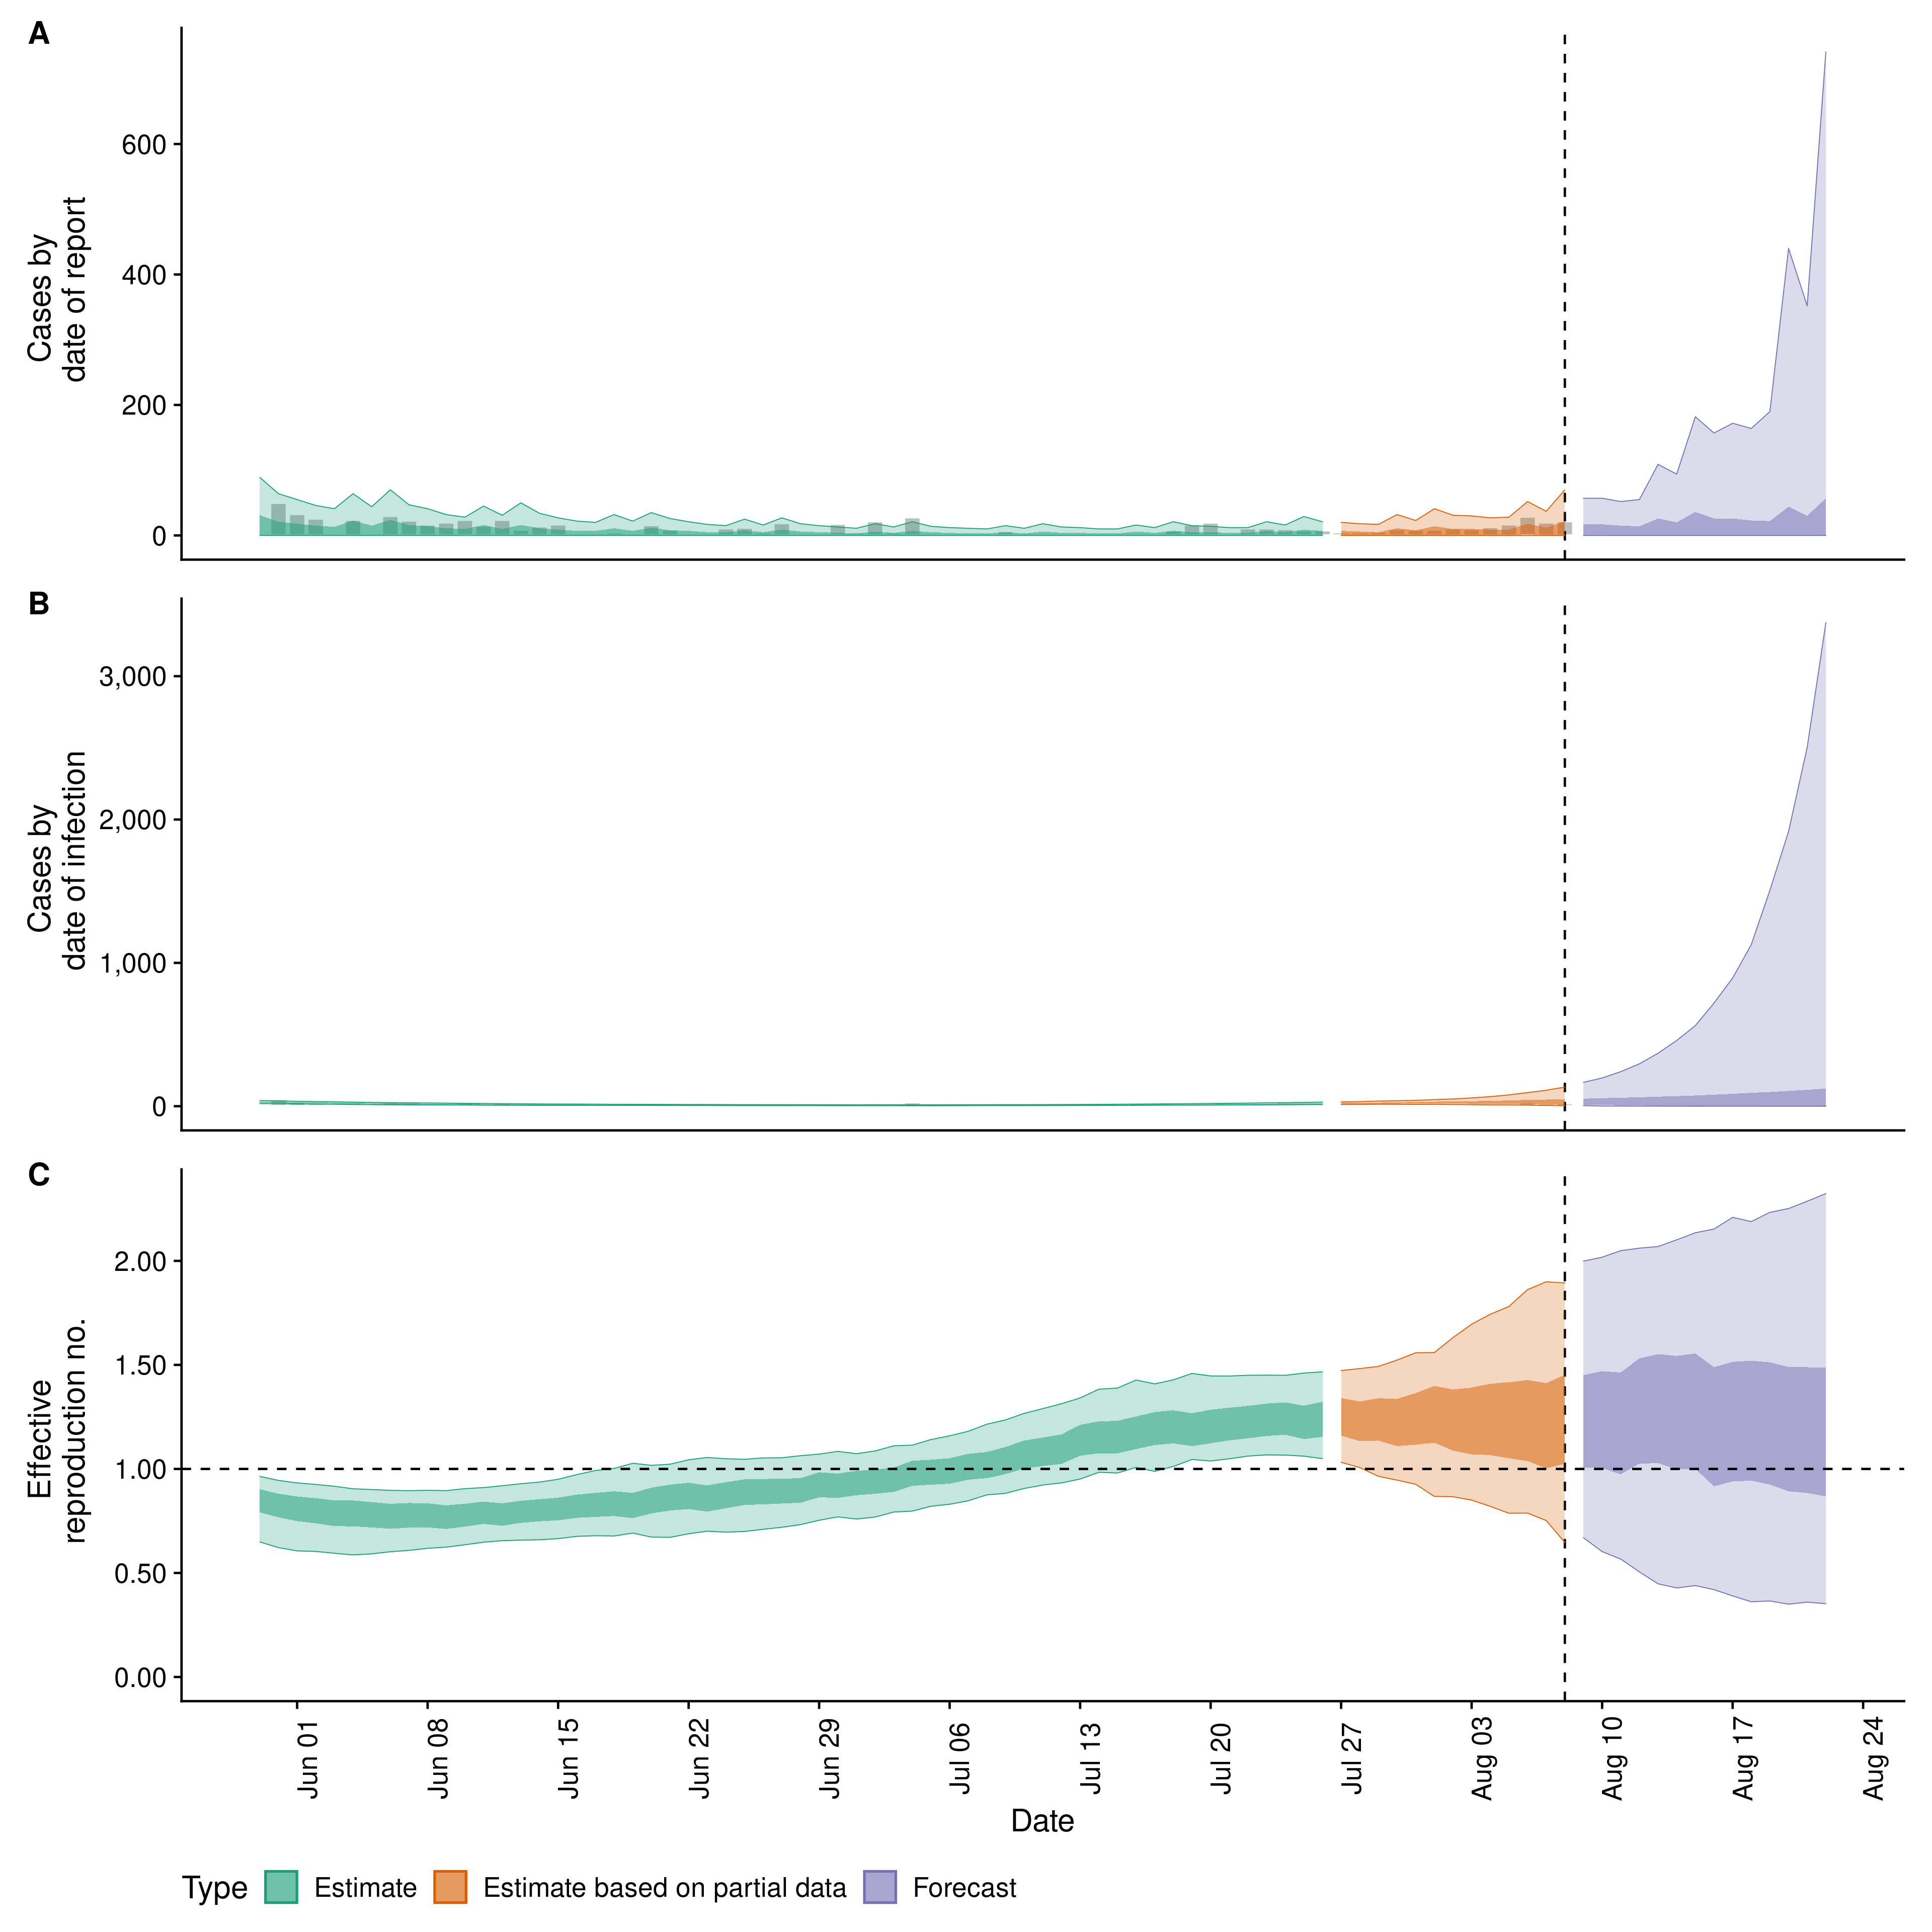 A
Cases by
date of report
600
400
200
0
B
Cases by
date of infection
3,000
2,000
1,000
0
C
Effective
reproduction no.
2.00
1.50
1.00
0.50
0.00
Jun 01
Jun 08
Jun 15
Jun 22
Jun 29
Jul 06
Jul 13
Jul 20
Jul 27
Aug 03
Aug 10
Aug 17
Aug 24
Date
Type Estimate Estimate based on partial data Forecast